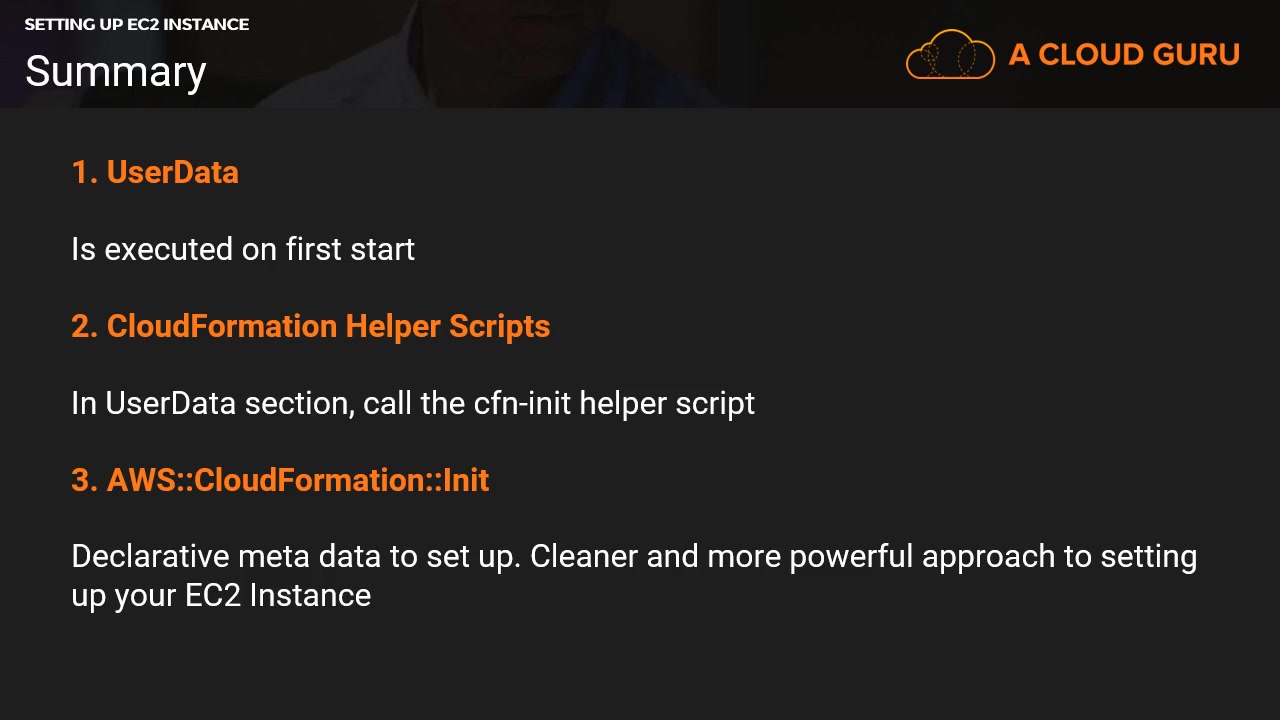 SETTING UP EC2 INSTANCE
Summary
A CLOUD GURU
1. UserData
Is executed on first start
2. CloudFormation Helper Scripts
In UserData section, call the cfn-init helper script
3. AWS::CloudFormation::Init
Declarative meta data to set up. Cleaner and more powerful approach to setting
up your EC2 Instance